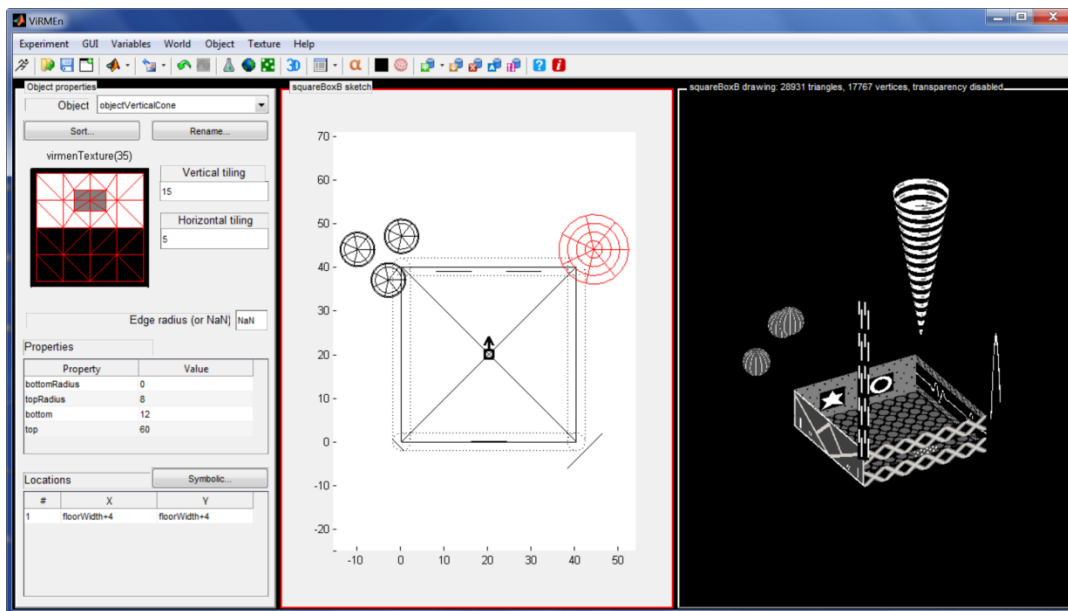 ViRMEn
Experiment GUI Variables World Object Texture Help
3D α ? i
Object properties
Object objectVerticalCone
Sort... Rename...
virmenTexture(35)
Vertical tiling
15
Horizontal tiling
5
Edge radius (or NaN) NaN
Properties
Property Value
bottomRadius 0
topRadius 8
bottom 12
top 60
Locations Symbolic...
# X Y
1 floorWidth+4 floorWidth+4
squareBoxB sketch
70
60
50
40
30
20
10
0
-10
-20
-10 0 10 20 30 40 50
squareBoxB drawing: 28931 triangles, 17767 vertices, transparency disabled